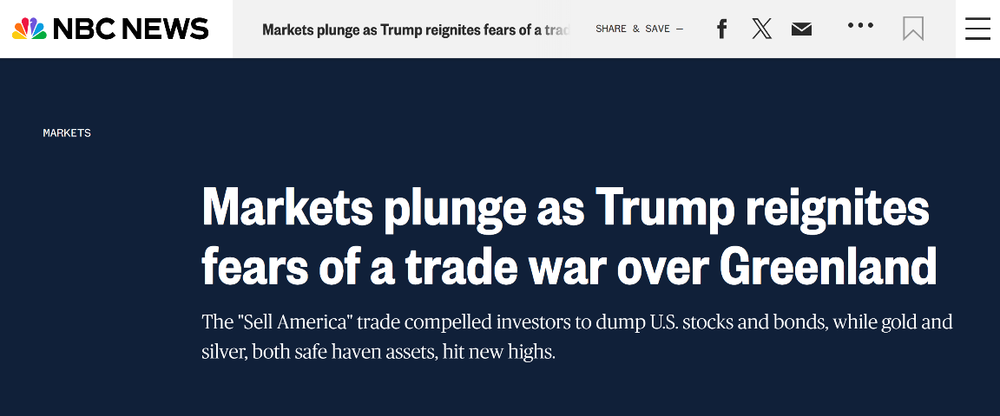 NBC NEWS
Markets plunge as Trump reignites fears of a trad
SHARE & SAVE —
MARKETS
Markets plunge as Trump reignites
fears of a trade war over Greenland
The "Sell America" trade compelled investors to dump U.S. stocks and bonds, while gold and
silver, both safe haven assets, hit new highs.